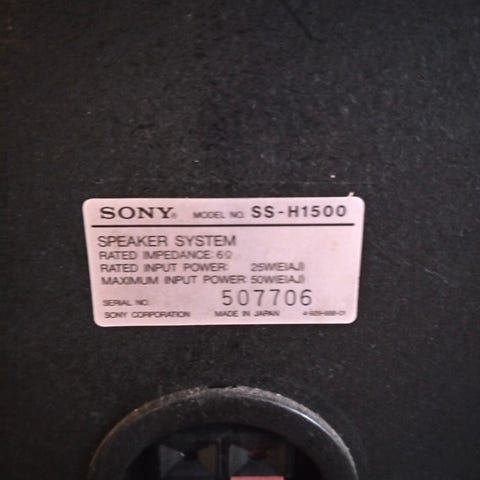 SONY® MODEL NO. SS-H1500
SPEAKER SYSTEM
RATED IMPEDANCE: 6Ω
RATED INPUT POWER: 25W(EIAJ)
MAXIMUM INPUT POWER: 50W(EIAJ)
SERIAL NO. 507706
SONY CORPORATION MADE IN JAPAN